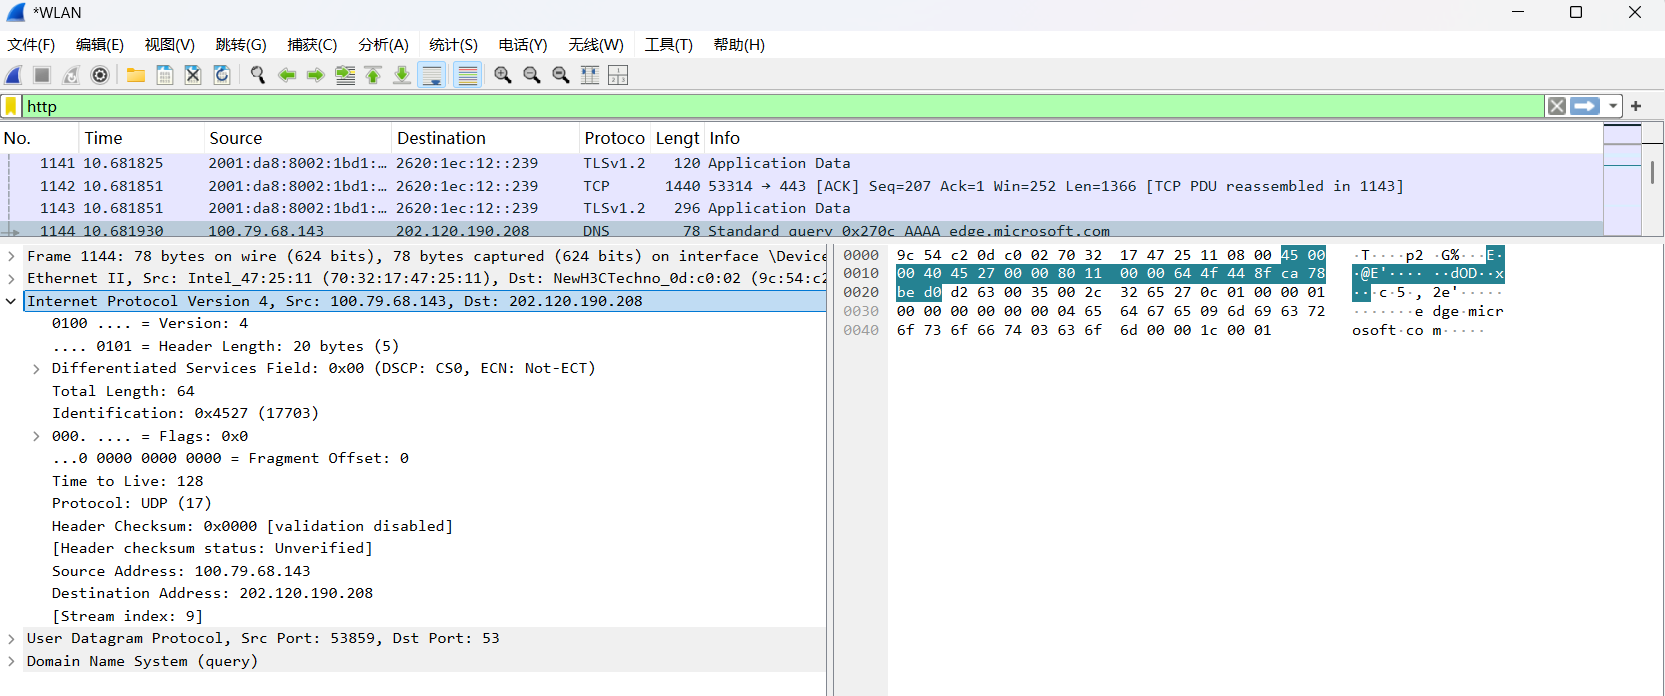 *WLAN
文件(F) 编辑(E) 视图(V) 跳转(G) 捕获(C) 分析(A) 统计(S) 电话(Y) 无线(W) 工具(T) 帮助(H)
http
No. Time Source Destination Protoco Lengt Info
1141 10.681825 2001:da8:8002:1bd1:… 2620:1ec:12::239 TLSv1.2 120 Application Data
1142 10.681851 2001:da8:8002:1bd1:… 2620:1ec:12::239 TCP 1440 53314 → 443 [ACK] Seq=207 Ack=1 Win=252 Len=1366 [TCP PDU reassembled in 1143]
1143 10.681851 2001:da8:8002:1bd1:… 2620:1ec:12::239 TLSv1.2 296 Application Data
1144 10.681930 100.79.68.143 202.120.190.208 DNS 78 Standard query 0x270c AAAA edge.microsoft.com
Frame 1144: 78 bytes on wire (624 bits), 78 bytes captured (624 bits) on interface \Device
Ethernet II, Src: Intel_47:25:11 (70:32:17:47:25:11), Dst: NewH3CTechno_0d:c0:02 (9c:54:c2
Internet Protocol Version 4, Src: 100.79.68.143, Dst: 202.120.190.208
0100 .... = Version: 4
.... 0101 = Header Length: 20 bytes (5)
Differentiated Services Field: 0x00 (DSCP: CS0, ECN: Not-ECT)
Total Length: 64
Identification: 0x4527 (17703)
000. .... = Flags: 0x0
...0 0000 0000 0000 = Fragment Offset: 0
Time to Live: 128
Protocol: UDP (17)
Header Checksum: 0x0000 [validation disabled]
[Header checksum status: Unverified]
Source Address: 100.79.68.143
Destination Address: 202.120.190.208
[Stream index: 9]
User Datagram Protocol, Src Port: 53859, Dst Port: 53
Domain Name System (query)
0000 9c 54 c2 0d c0 02 70 32 17 47 25 11 08 00 45 00 ·T····p2 ·G%···E·
0010 00 40 45 27 00 00 80 11 00 00 64 4f 44 8f ca 78 ·@E'···· ··dOD··x
0020 be d0 d2 63 00 35 00 2c 32 65 27 0c 01 00 00 01 ···c·5·, 2e'·····
0030 00 00 00 00 00 00 04 65 64 67 65 09 6d 69 63 72 ·······e dge·micr
0040 6f 73 6f 66 74 03 63 6f 6d 00 00 1c 00 01 osoft·co m·····